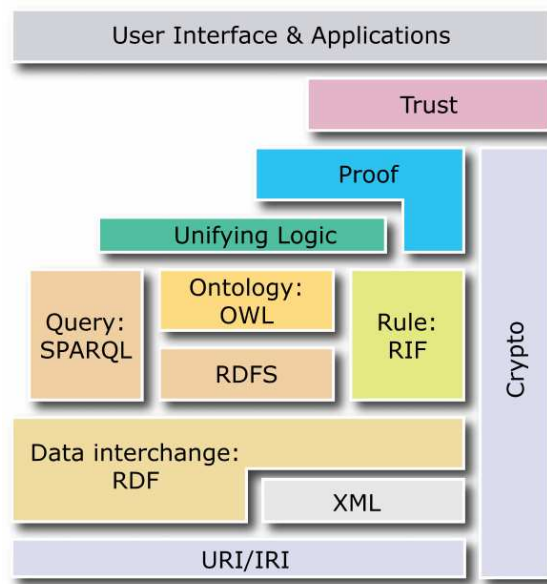 User Interface & Applications
Trust
Proof
Unifying Logic
Query:
SPARQL
Ontology:
OWL
RDFS
Rule:
RIF
Crypto
Data interchange:
RDF
XML
URI/IRI